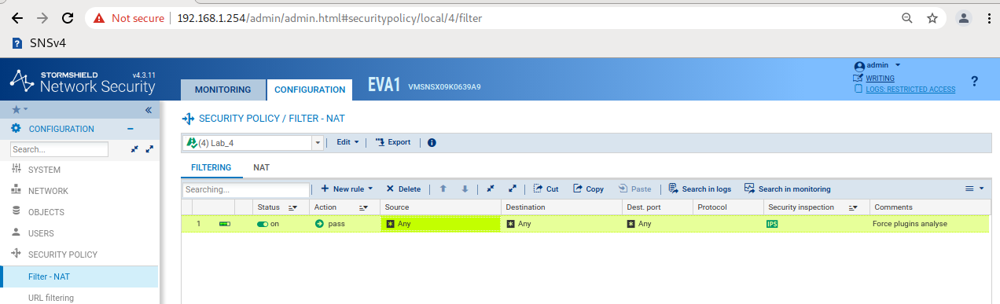 Not secure 192.168.1.254/admin/admin.html#securitypolicy/local/4/filter
SNSv4
STORMSHIELD v4.3.11
Network Security
MONITORING CONFIGURATION EVA1 VMSNSX09K0639A9
admin
WRITING
LOGS: RESTRICTED ACCESS
?
CONFIGURATION
Search...
SYSTEM
NETWORK
OBJECTS
USERS
SECURITY POLICY
Filter - NAT
URL filtering
SECURITY POLICY / FILTER - NAT
(4) Lab_4 Edit Export
FILTERING NAT
Searching... New rule Delete Cut Copy Paste Search in logs Search in monitoring
Status Action Source Destination Dest. port Protocol Security inspection Comments
1 on pass Any Any Any IPS Force plugins analyse